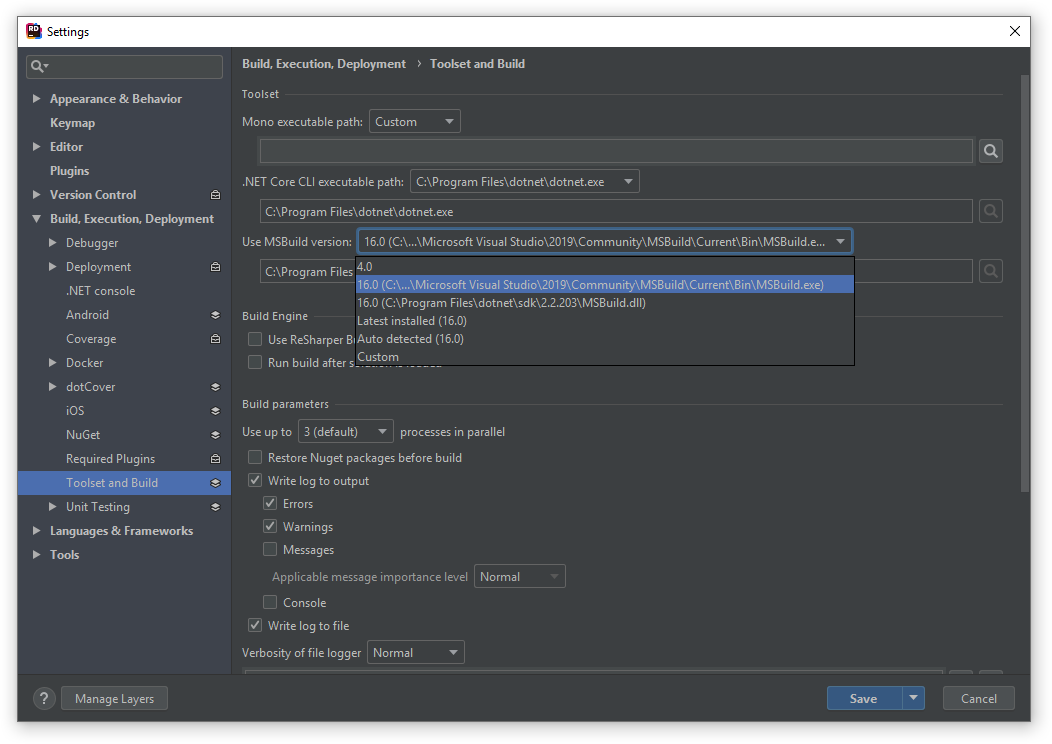 RD Settings
Build, Execution, Deployment › Toolset and Build
Appearance & Behavior
Keymap
Editor
Plugins
Version Control
Build, Execution, Deployment
Debugger
Deployment
.NET console
Android
Coverage
Docker
dotCover
iOS
NuGet
Required Plugins
Toolset and Build
Unit Testing
Languages & Frameworks
Tools
Toolset
Mono executable path: Custom
.NET Core CLI executable path: C:\Program Files\dotnet\dotnet.exe
C:\Program Files\dotnet\dotnet.exe
Use MSBuild version: 16.0 (C:\...\Microsoft Visual Studio\2019\Community\MSBuild\Current\Bin\MSBuild.e...
C:\Program Files
4.0
16.0 (C:\...\Microsoft Visual Studio\2019\Community\MSBuild\Current\Bin\MSBuild.exe)
16.0 (C:\Program Files\dotnet\sdk\2.2.203\MSBuild.dll)
Latest installed (16.0)
Auto detected (16.0)
Custom
Build Engine
Use ReSharper
Run build after solution is loaded
Build parameters
Use up to 3 (default) processes in parallel
Restore Nuget packages before build
Write log to output
Errors
Warnings
Messages
Applicable message importance level Normal
Console
Write log to file
Verbosity of file logger Normal
? Manage Layers
Save
Cancel